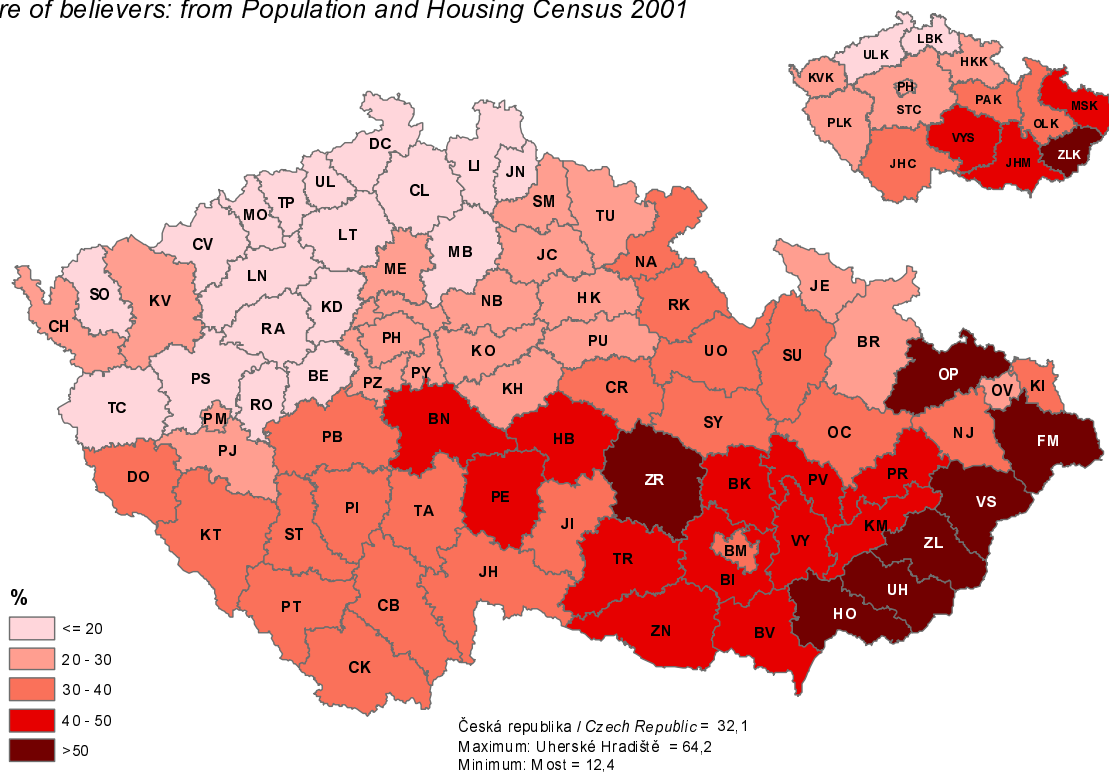 re of believers: from Population and Housing Census 2001
ULK
LBK
HKK
KVK
PH
STC
PAK
MSK
PLK
OLK
VYS
ZLK
JHC
JHM
DC
LI
JN
UL
CL
TP
SM
MO
TU
CV
LT
MB
NA
ME
JC
LN
SO
KV
KD
NB
HK
RK
JE
CH
RA
PH
KO
PU
UO
SU
BR
PS
BE
PZ
PY
KH
CR
OP
OV
KI
TC
RO
PM
BN
SY
OC
NJ
FM
PB
HB
PJ
DO
PE
ZR
BK
PV
PR
VS
KT
ST
PI
TA
JI
KM
VY
ZL
BM
TR
BI
JH
UH
PT
CB
HO
ZN
BV
CK
%
<= 20
20 - 30
30 - 40
40 - 50
>50
Česká republika / Czech Republic = 32,1
Maximum: Uherské Hradiště = 64,2
Minimum: Most = 12,4